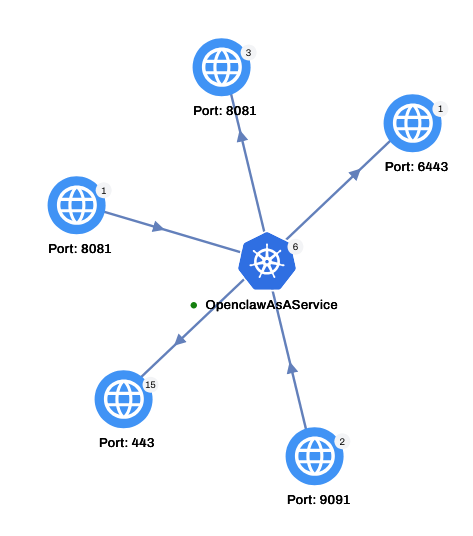 3
Port: 8081
1
Port: 6443
1
Port: 8081
6
OpenclawAsAService
15
Port: 443
2
Port: 9091